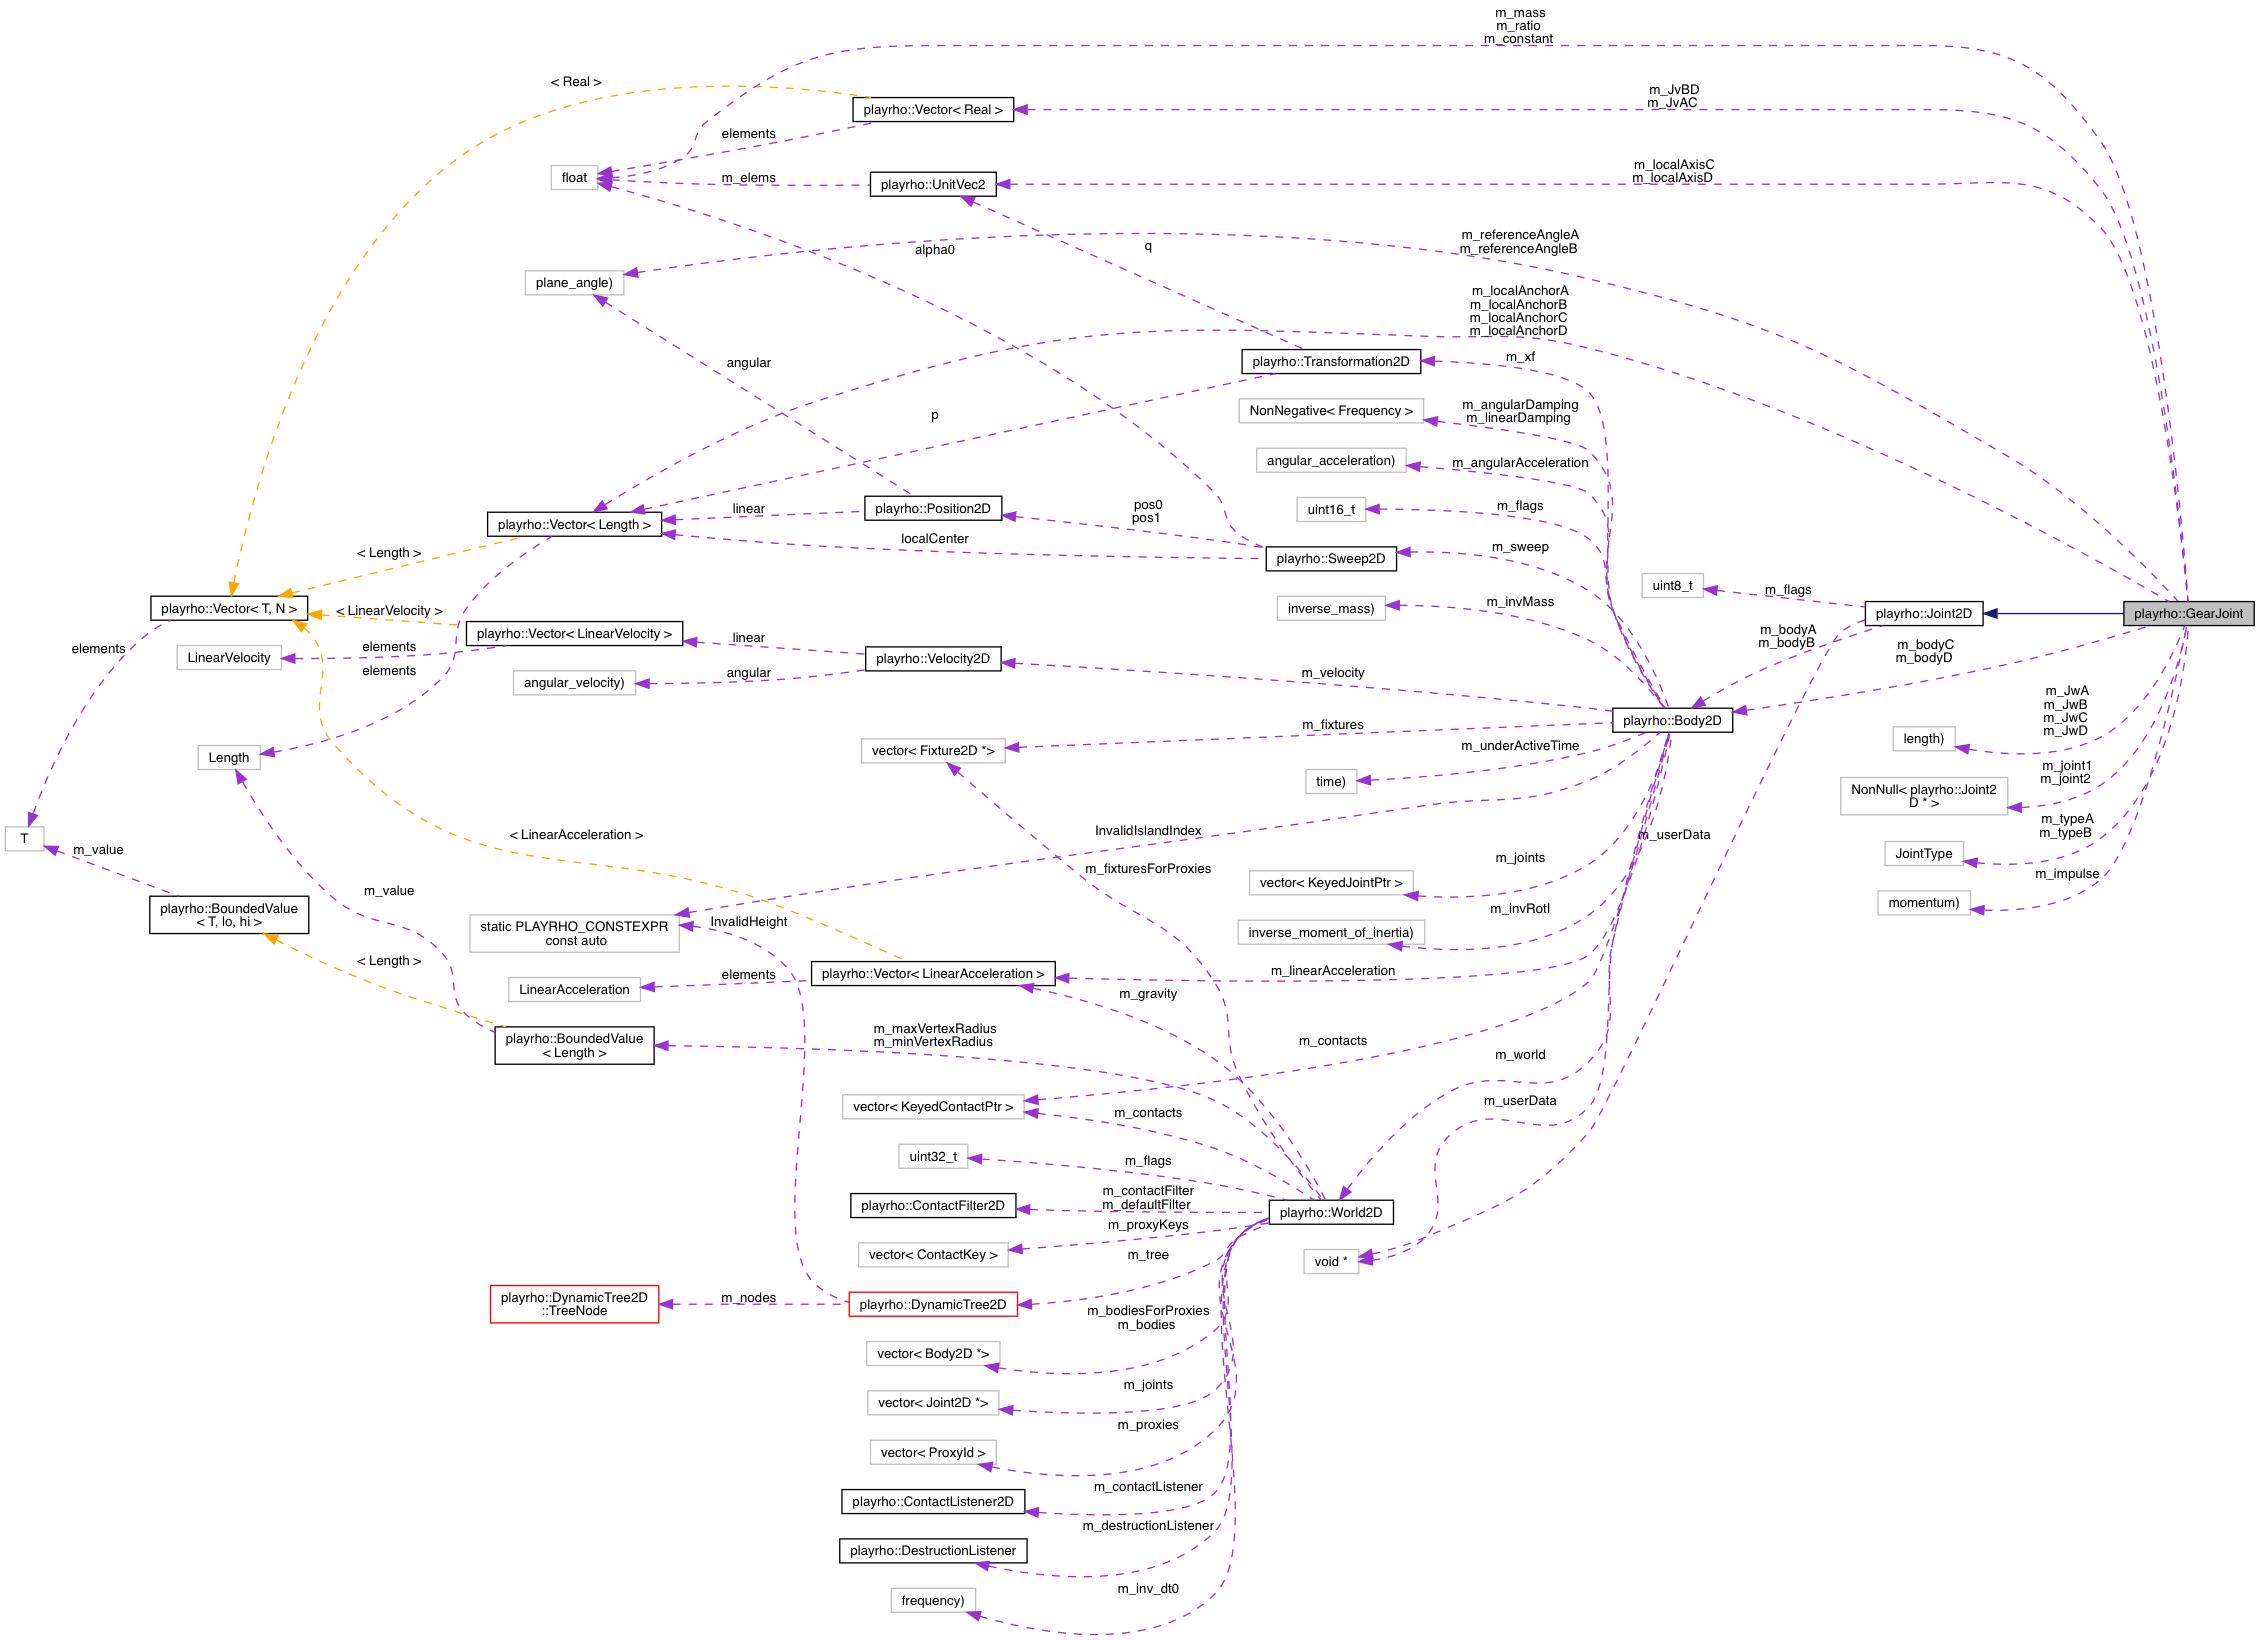 m_mass
m_ratio
m_constant
< Real >
m_JvBD
m_JvAC
playrho::Vector< Real >
elements
m_localAxisC
m_localAxisD
float
m_elems
playrho::UnitVec2
m_referenceAngleA
m_referenceAngleB
q
alpha0
plane_angle)
m_localAnchorA
m_localAnchorB
m_localAnchorC
m_localAnchorD
angular
playrho::Transformation2D
m_xf
p
NonNegative< Frequency >
m_angularDamping
m_linearDamping
angular_acceleration)
m_angularAcceleration
playrho::Vector< Length >
linear
playrho::Position2D
pos0
pos1
uint16_t
m_flags
localCenter
< Length >
playrho::Sweep2D
m_sweep
uint8_t
m_flags
playrho::Vector< T, N >
< LinearVelocity >
inverse_mass)
m_invMass
playrho::Joint2D
playrho::GearJoint
elements
playrho::Vector< LinearVelocity >
linear
m_bodyA
m_bodyB
m_bodyC
m_bodyD
LinearVelocity
elements
elements
playrho::Velocity2D
angular_velocity)
angular
m_velocity
playrho::Body2D
m_JwA
m_JwB
m_JwC
m_JwD
length)
Length
vector< Fixture2D *>
m_fixtures
m_underActiveTime
time)
m_joint1
m_joint2
NonNull< playrho::Joint2
D * >
T
m_value
< LinearAcceleration >
InvalidIslandIndex
m_userData
m_typeA
m_typeB
JointType
m_fixturesForProxies
m_joints
vector< KeyedJointPtr >
m_impulse
momentum)
playrho::BoundedValue
< T, lo, hi >
m_value
static PLAYRHO_CONSTEXPR
const auto
InvalidHeight
m_invRotI
inverse_moment_of_inertia)
< Length >
LinearAcceleration
elements
playrho::Vector< LinearAcceleration >
m_linearAcceleration
m_gravity
playrho::BoundedValue
< Length >
m_maxVertexRadius
m_minVertexRadius
m_contacts
m_world
vector< KeyedContactPtr >
m_contacts
m_userData
uint32_t
m_flags
playrho::ContactFilter2D
m_contactFilter
m_defaultFilter
playrho::World2D
m_proxyKeys
vector< ContactKey >
m_tree
void *
playrho::DynamicTree2D
::TreeNode
m_nodes
playrho::DynamicTree2D
m_bodiesForProxies
m_bodies
vector< Body2D *>
m_joints
vector< Joint2D *>
m_proxies
vector< ProxyId >
m_contactListener
playrho::ContactListener2D
m_destructionListener
playrho::DestructionListener
m_inv_dt0
frequency)